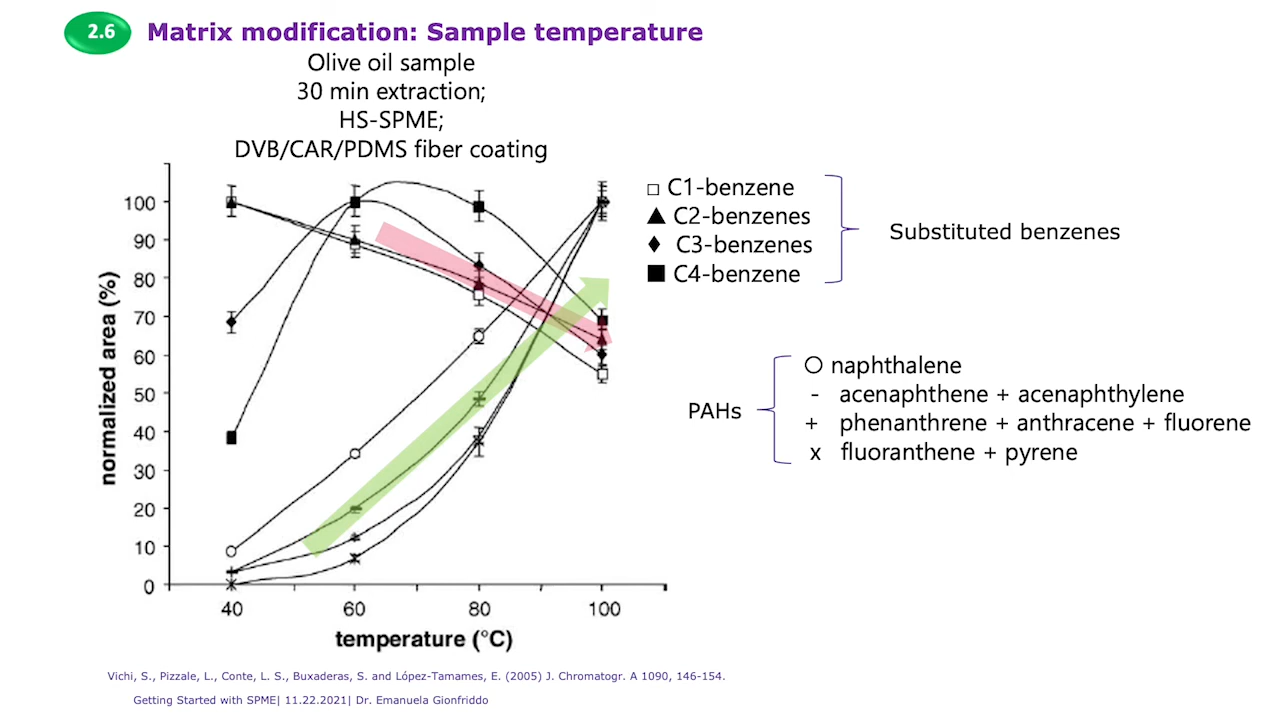 2.6
Matrix modification: Sample temperature
Olive oil sample
30 min extraction;
HS-SPME;
DVB/CAR/PDMS fiber coating
normalized area (%)
100
90
80
70
60
50
40
30
20
10
0
40 60 80 100
temperature (°C)
C1-benzene
C2-benzenes
C3-benzenes
C4-benzene
Substituted benzenes
PAHs
naphthalene
- acenaphthene + acenaphthylene
+ phenanthrene + anthracene + fluorene
x fluoranthene + pyrene
Vichi, S., Pizzale, L., Conte, L. S., Buxaderas, S. and López-Tamames, E. (2005) J. Chromatogr. A 1090, 146-154.
Getting Started with SPME| 11.22.2021| Dr. Emanuela Gionfriddo